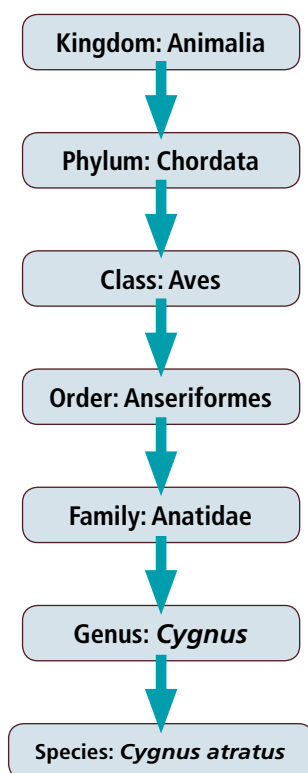 Kingdom: Animalia
Phylum: Chordata
Class: Aves
Order: Anseriformes
Family: Anatidae
Genus: Cygnus
Species: Cygnus atratus